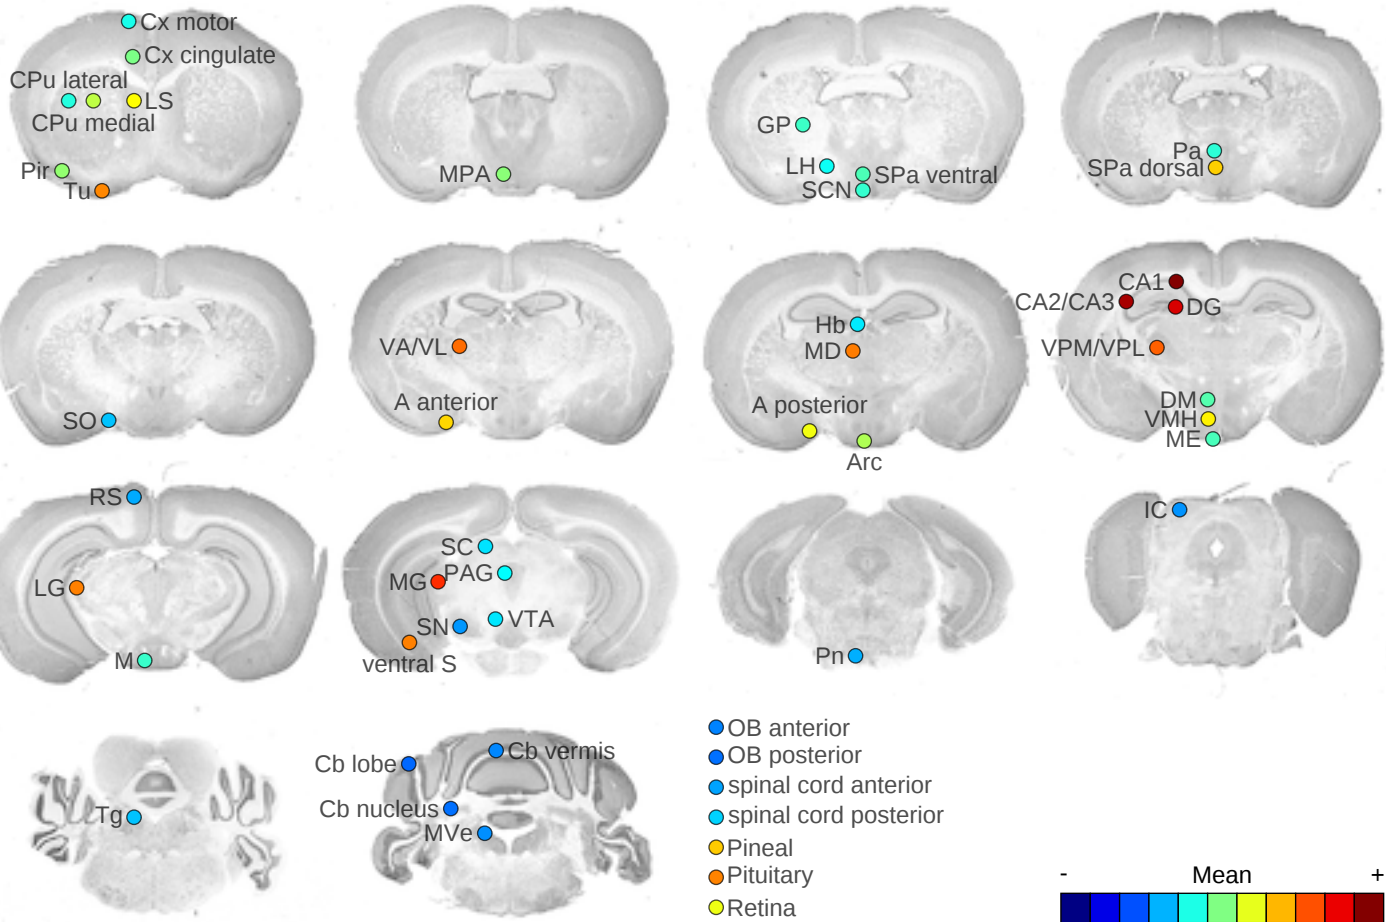 Cx motor
Cx cingulate
CPu lateral
LS
CPu medial
Pir
Tu
MPA
GP
LH
SPa ventral
SCN
Pa
SPa dorsal
SO
VA/VL
A anterior
Hb
MD
A posterior
Arc
CA1
CA2/CA3
DG
VPM/VPL
DM
VMH
ME
RS
LG
M
SC
MG
PAG
SN
VTA
ventral S
Pn
IC
Tg
Cb lobe
Cb vermis
Cb nucleus
MVe
OB anterior
OB posterior
spinal cord anterior
spinal cord posterior
Pineal
Pituitary
Retina
- Mean +